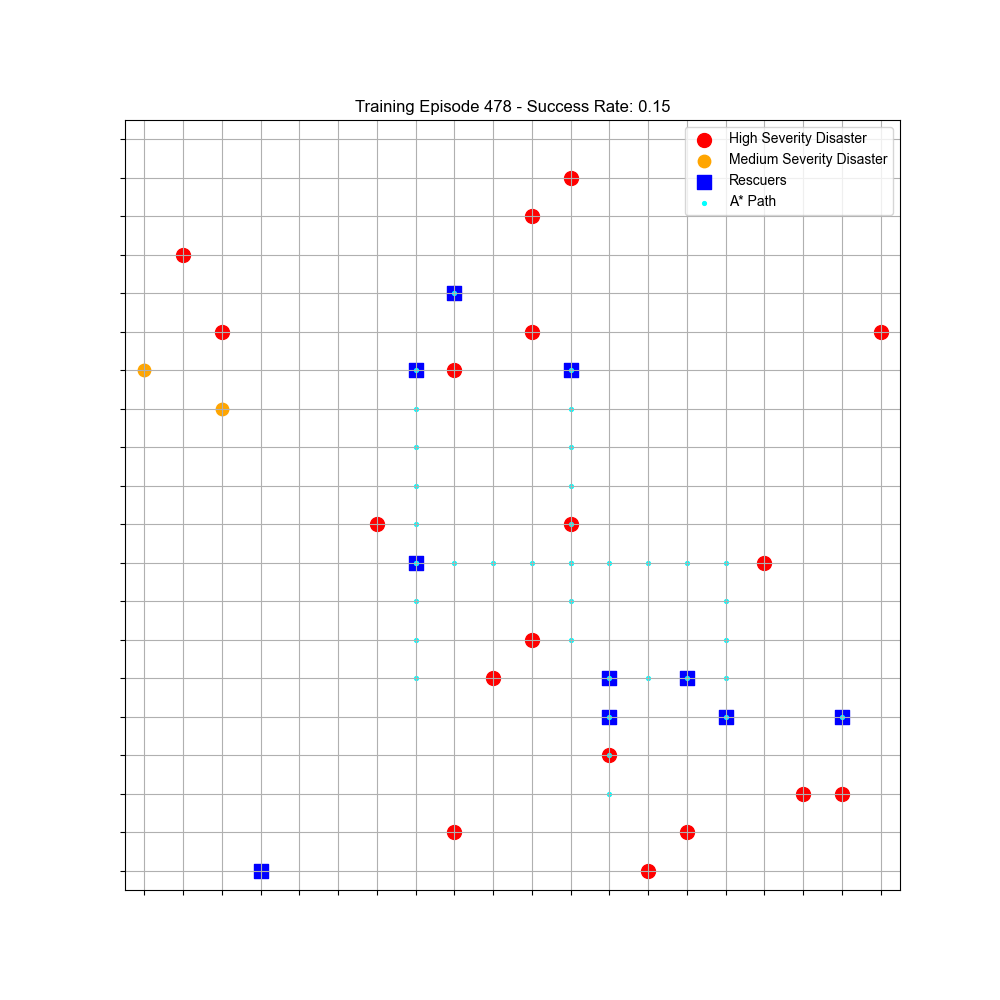 Training Episode 478 - Success Rate: 0.15
High Severity Disaster
Medium Severity Disaster
Rescuers
A* Path